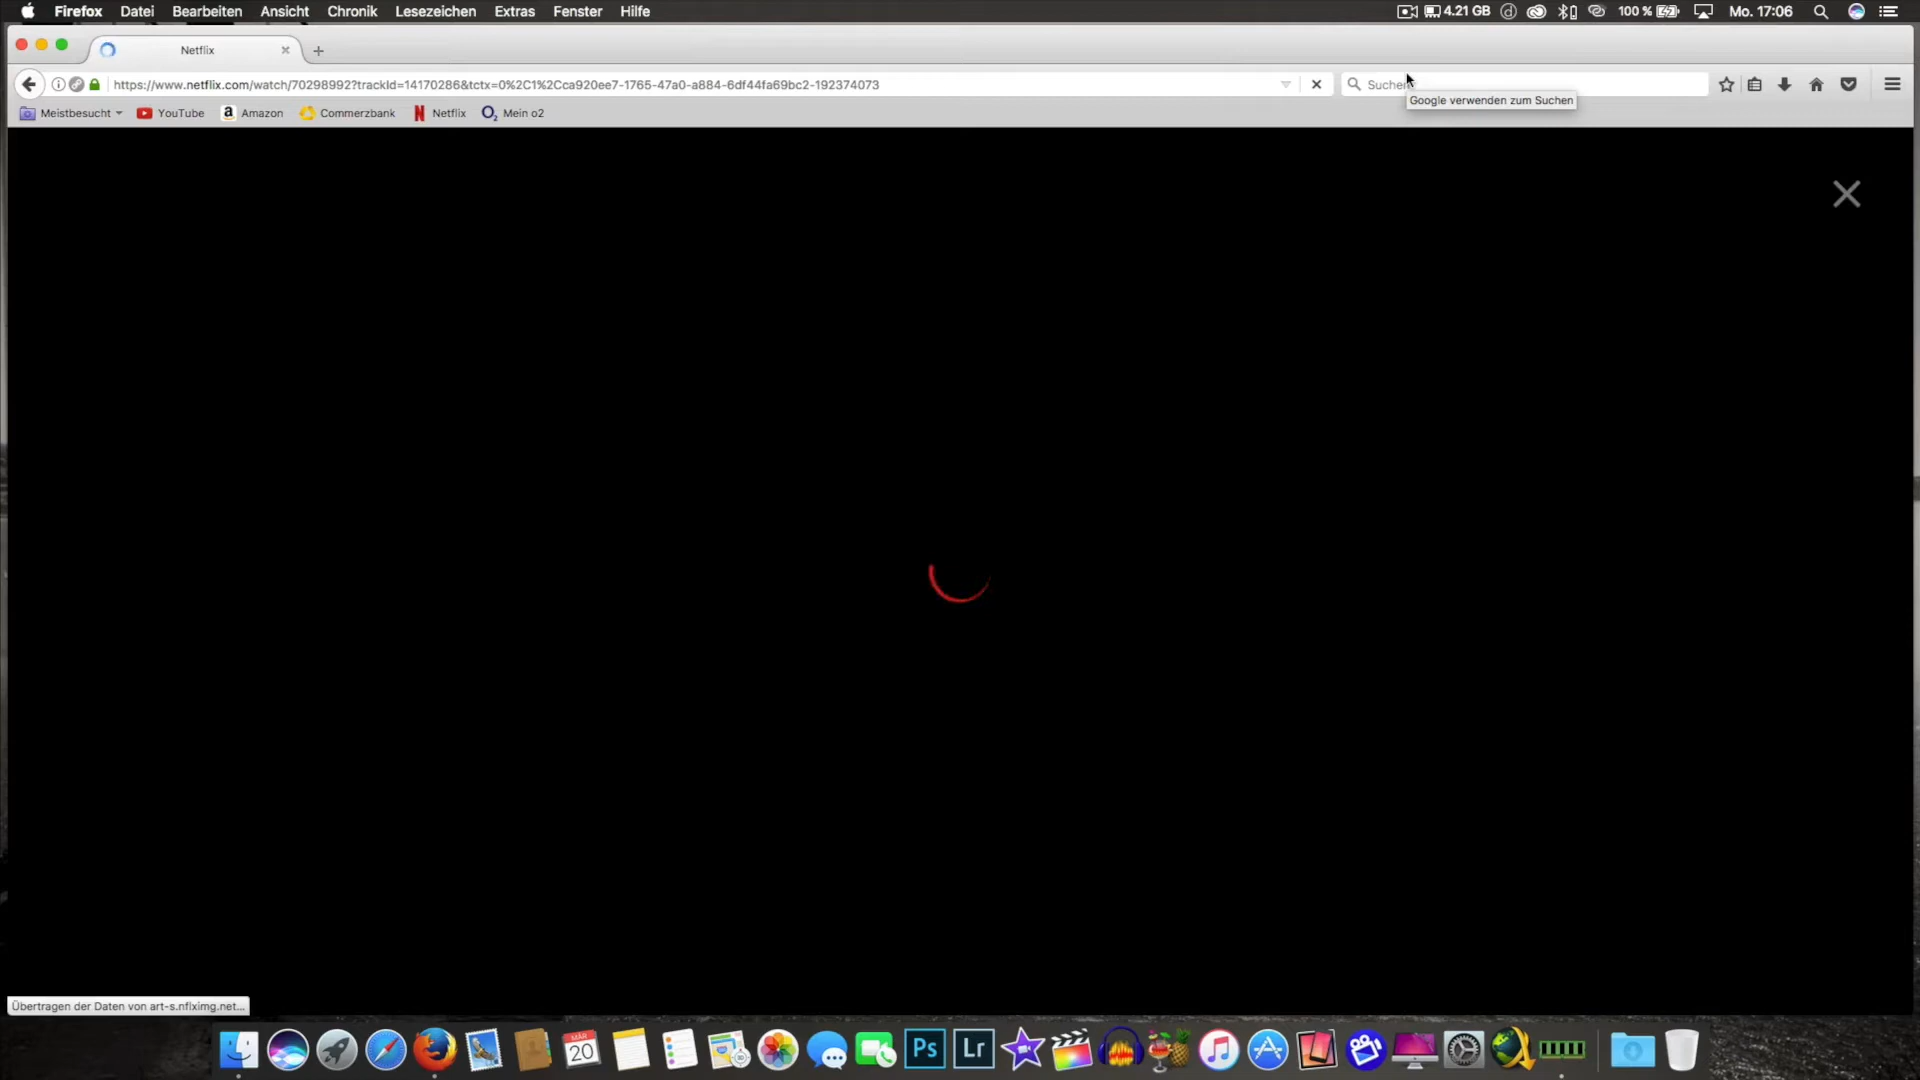 Firefox Datei Bearbeiten Ansicht Chronik Lesezeichen Extras Fenster Hilfe 4.21 GB 100 % Mo. 17:06
Netflix
https://www.netflix.com/watch/70298992?trackId=14170286&tctx=0%2C1%2Cca920ee7-1765-47a0-a884-6df44fa69bc2-192374073
Suchen
Google verwenden zum Suchen
Meistbesucht YouTube Amazon Commerzbank Netflix Mein o2
Übertragen der Daten von art-s.nflximg.net...
MÄR
20
Ps Lr